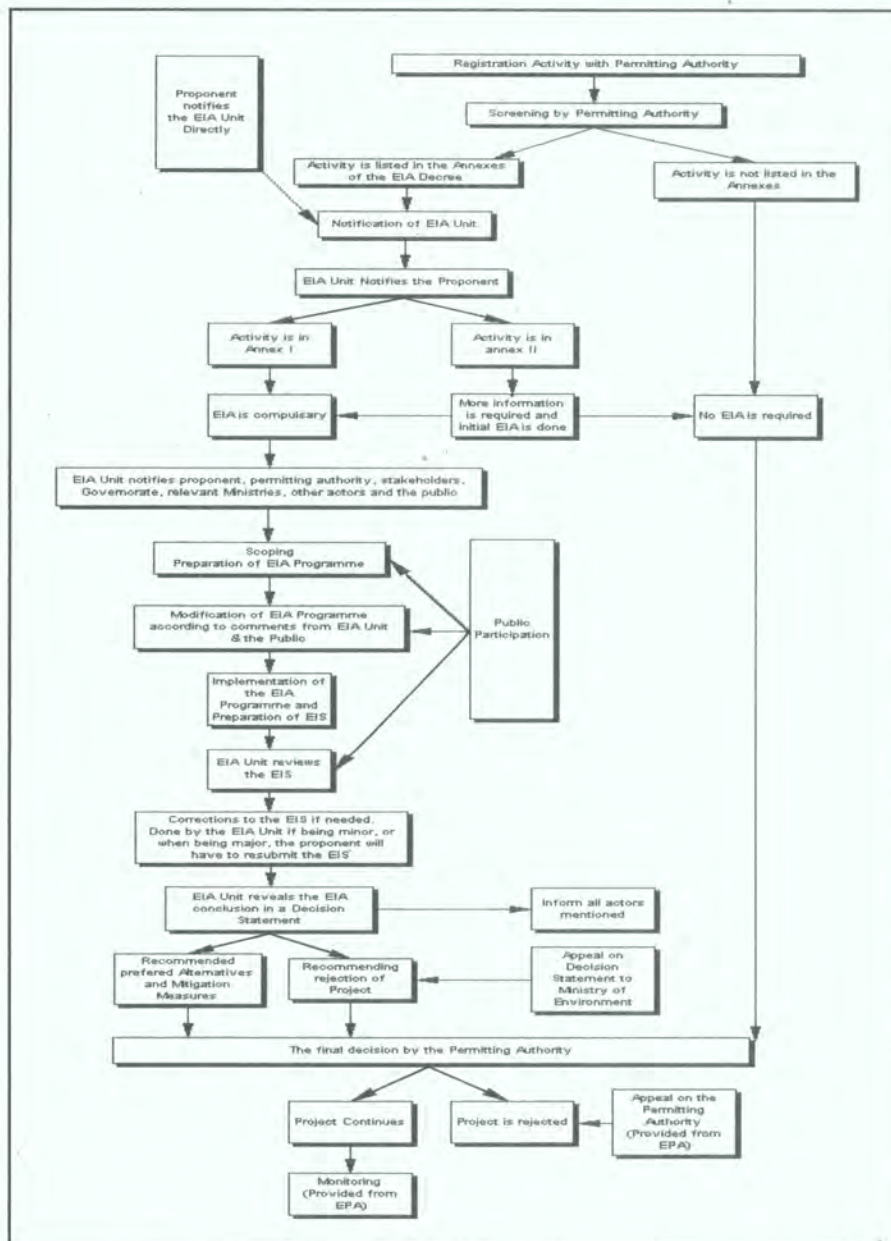 Registration Activity with Permitting Authority
Proponent
notifies
the EIA Unit
Directly
Screening by Permitting Authority
Activity is listed in the Annexes
of the EIA Decree
Activity is not listed in the
Annexes
Notification of EIA Unit
EIA Unit Notifies the Proponent
Activity is in
Annex I
Activity is in
annex II
EIA is compulsary
More information
is required and
initial EIA is done
No EIA is required
EIA Unit notifies proponent, permitting authority, stakeholders,
Governorate, relevant Ministries, other actors and the public
Scoping
Preparation of EIA Programme
Modification of EIA Programme
according to comments from EIA Unit
& the Public
Public
Participation
Implementation of
the EIA
Programme and
Preparation of EIS
EIA Unit reviews
the EIS
Corrections to the EIS if needed.
Done by the EIA Unit if being minor, or
when being major, the proponent will
have to resubmit the EIS
EIA Unit reveals the EIA
conclusion in a Decision
Statement
Inform all actors
mentioned
Recommended
prefered Alternatives
and Mitigation
Measures
Recommending
rejection of
Project
Appeal on
Decision
Statement to
Ministry of
Environment
The final decision by the Permitting Authority
Project Continues
Project is rejected
Appeal on the
Permitting
Authority
(Provided from
EPA)
Monitoring
(Provided from
EPA)